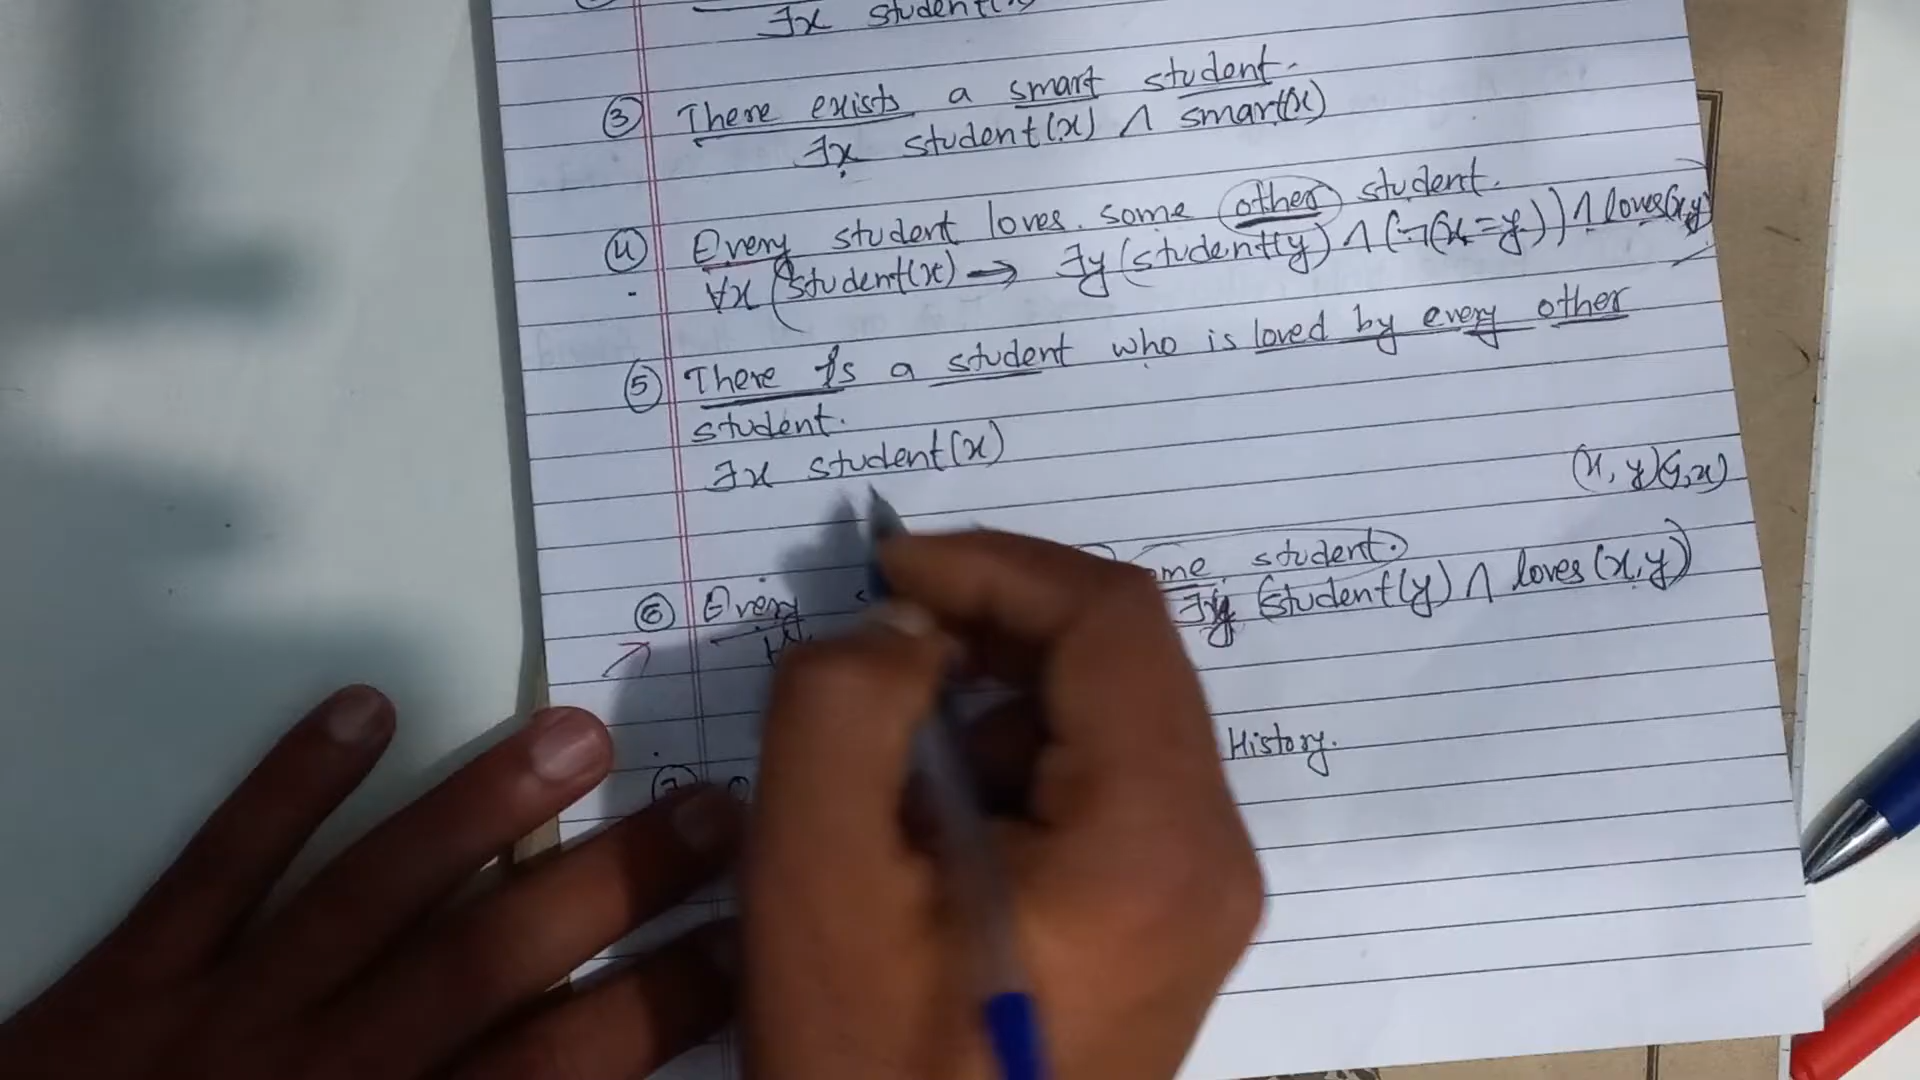 ∃x student(x)
③ There exists a smart student.
∃x student(x) ∧ smart(x)
④ Every student loves some other student.
∀x (student(x) → ∃y (student(y) ∧ (¬(x=y)) ∧ loves(x,y)
⑤ There is a student who is loved by every other
student.
∃x student(x)
(x, y)(y,x)
⑥ Every some student.
∃y (student(y) ∧ loves(x,y))
⑦ History.